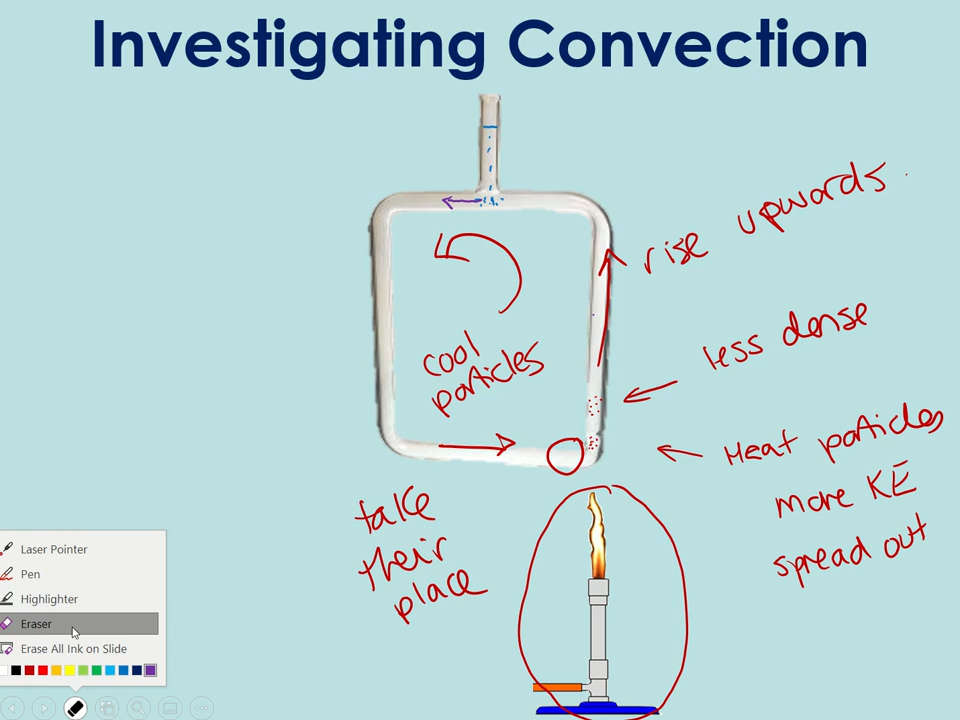 Investigating Convection
rise upwards
less dense
Heat particles
more KE
spread out
cool
particles
take
their
place
Laser Pointer
Pen
Highlighter
Eraser
Erase All Ink on Slide